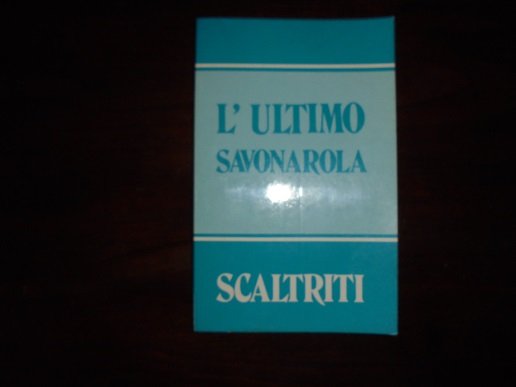 L' ULTIMO
SAVONAROLA
SCALTRITI